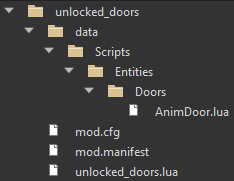 unlocked_doors
data
Scripts
Entities
Doors
AnimDoor.lua
mod.cfg
mod.manifest
unlocked_doors.lua